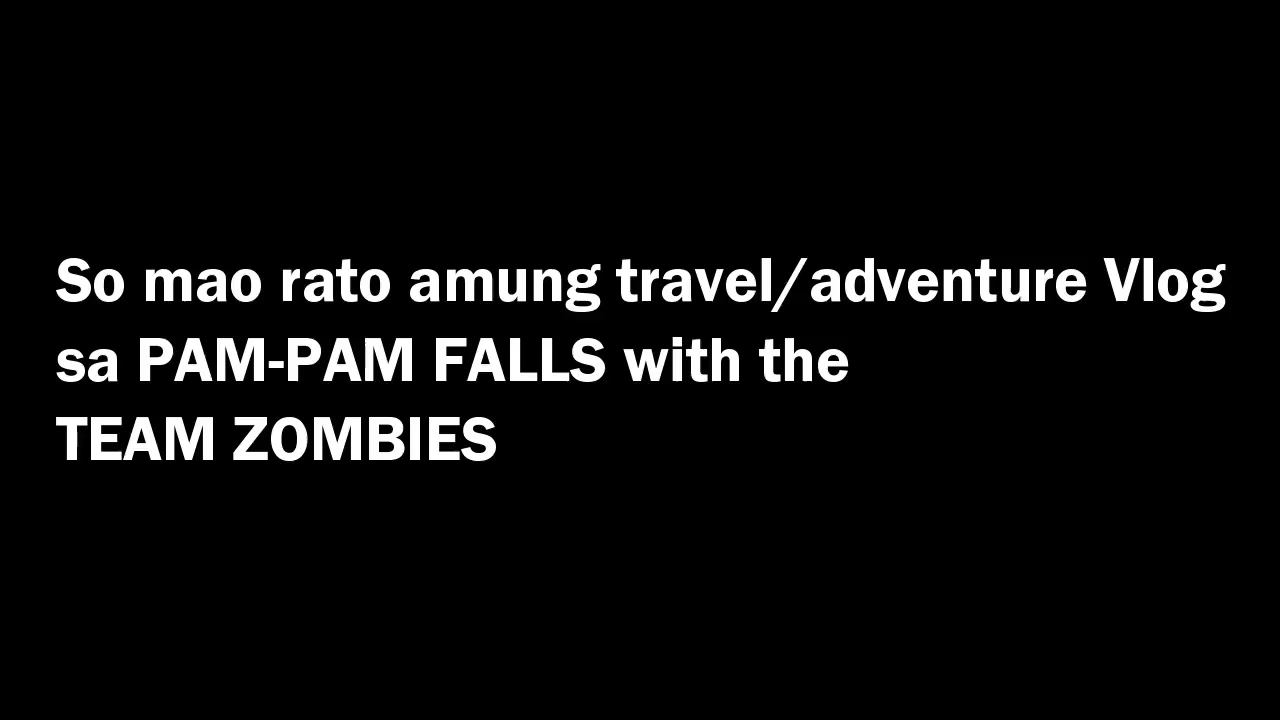 So mao rato amung travel/adventure Vlog
sa PAM-PAM FALLS with the
TEAM ZOMBIES